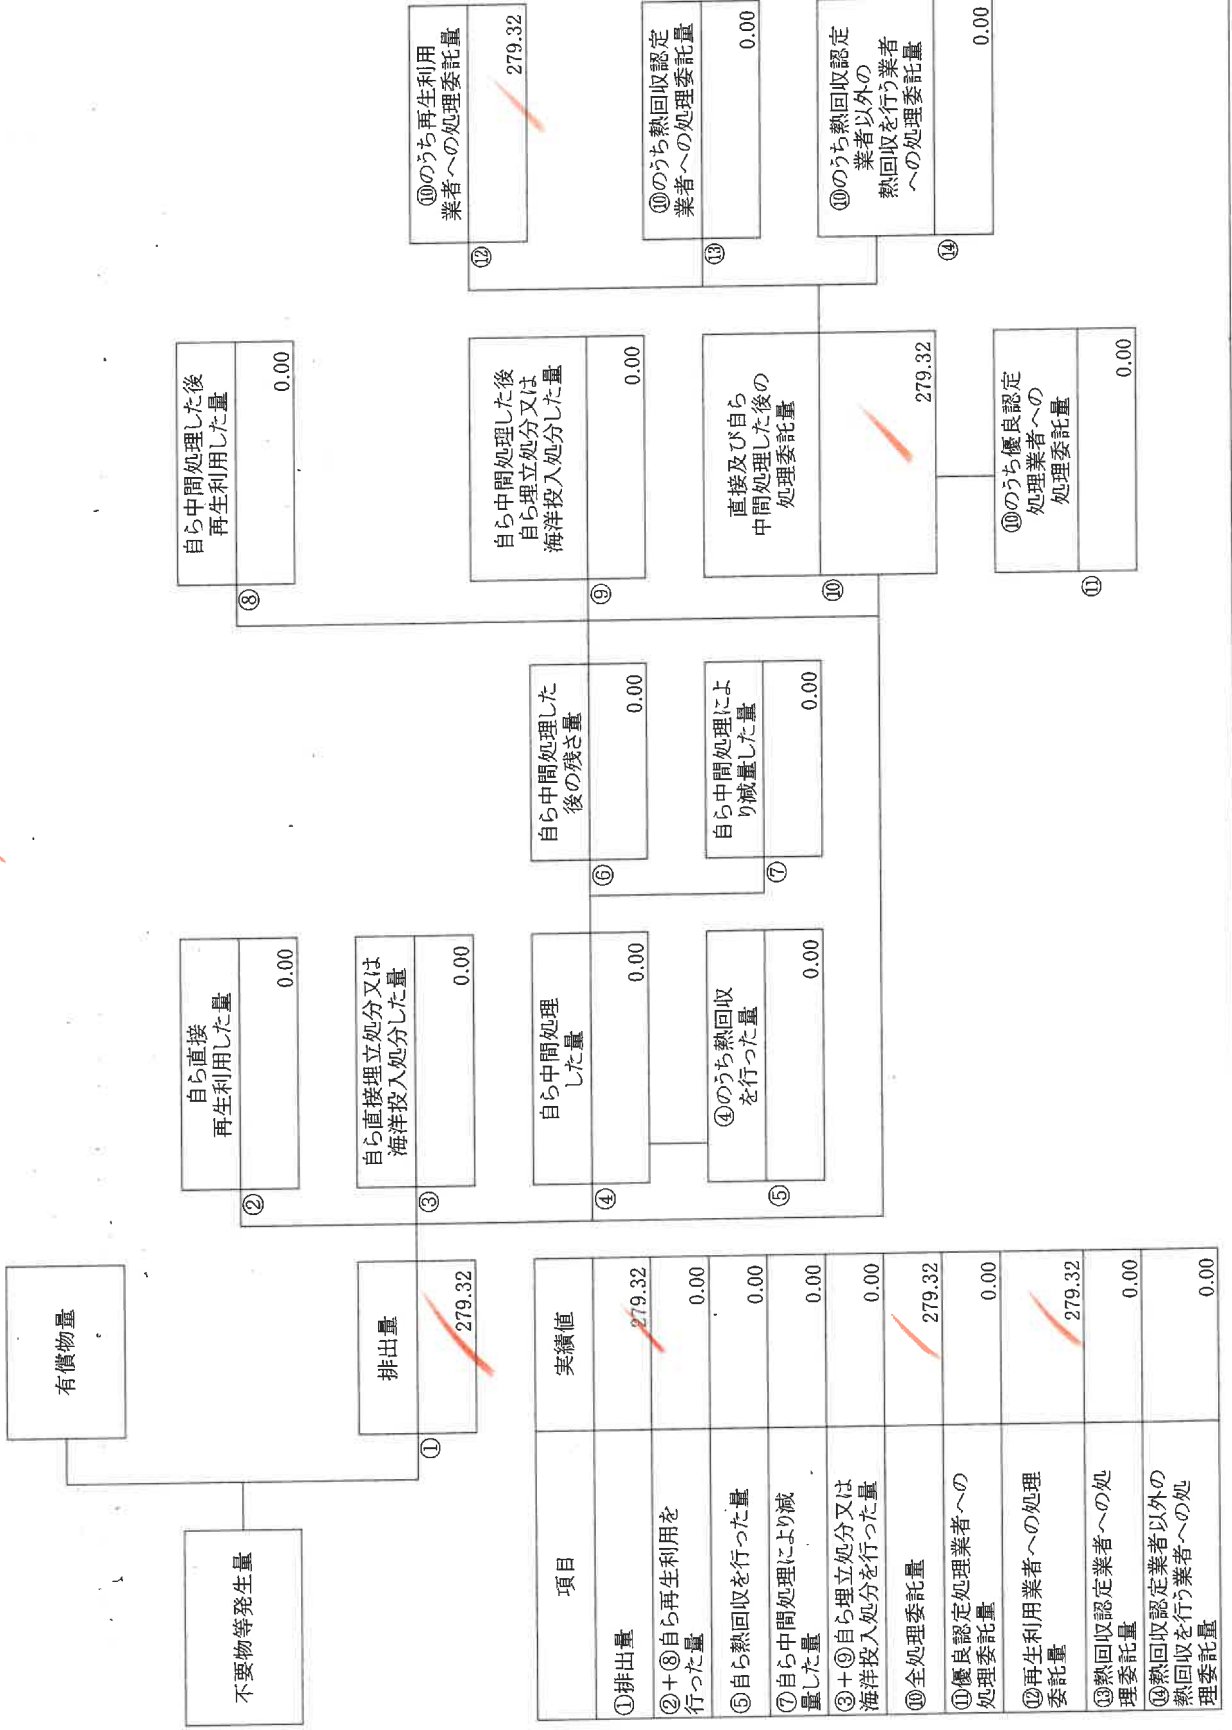 不要物等発生量
有償物量
①
排出量
279.32
②
自ら直接
再生利用した量
0.00
③
自ら直接埋立処分又は
海洋投入処分した量
0.00
④
自ら中間処理
した量
0.00
⑤
④のうち熱回収
を行った量
0.00
⑥
自ら中間処理した
後の残さ量
0.00
⑦
自ら中間処理によ
り減量した量
0.00
⑧
自ら中間処理した後
再生利用した量
0.00
⑨
自ら中間処理した後
自ら埋立処分又は
海洋投入処分した量
0.00
⑩
直接及び自ら
中間処理した後の
処理委託量
279.32
⑪
⑩のうち優良認定
処理業者への
処理委託量
0.00
⑫
⑩のうち再生利用
業者への処理委託量
279.32
⑬
⑩のうち熱回収認定
業者への処理委託量
0.00
⑭
⑩のうち熱回収認定
業者以外の
熱回収を行う業者
への処理委託量
0.00
項目 実績値
①排出量 279.32
②+⑧自ら再生利用を
行った量 0.00
⑤自ら熱回収を行った量 0.00
⑦自ら中間処理により減
量した量 0.00
③+⑨自ら埋立処分又は
海洋投入処分を行った量 0.00
⑩全処理委託量 279.32
⑪優良認定処理業者への
処理委託量 0.00
⑫再生利用業者への処理
委託量 279.32
⑬熱回収認定業者への処
理委託量 0.00
⑭熱回収認定業者以外の
熱回収を行う業者への処
理委託量 0.00